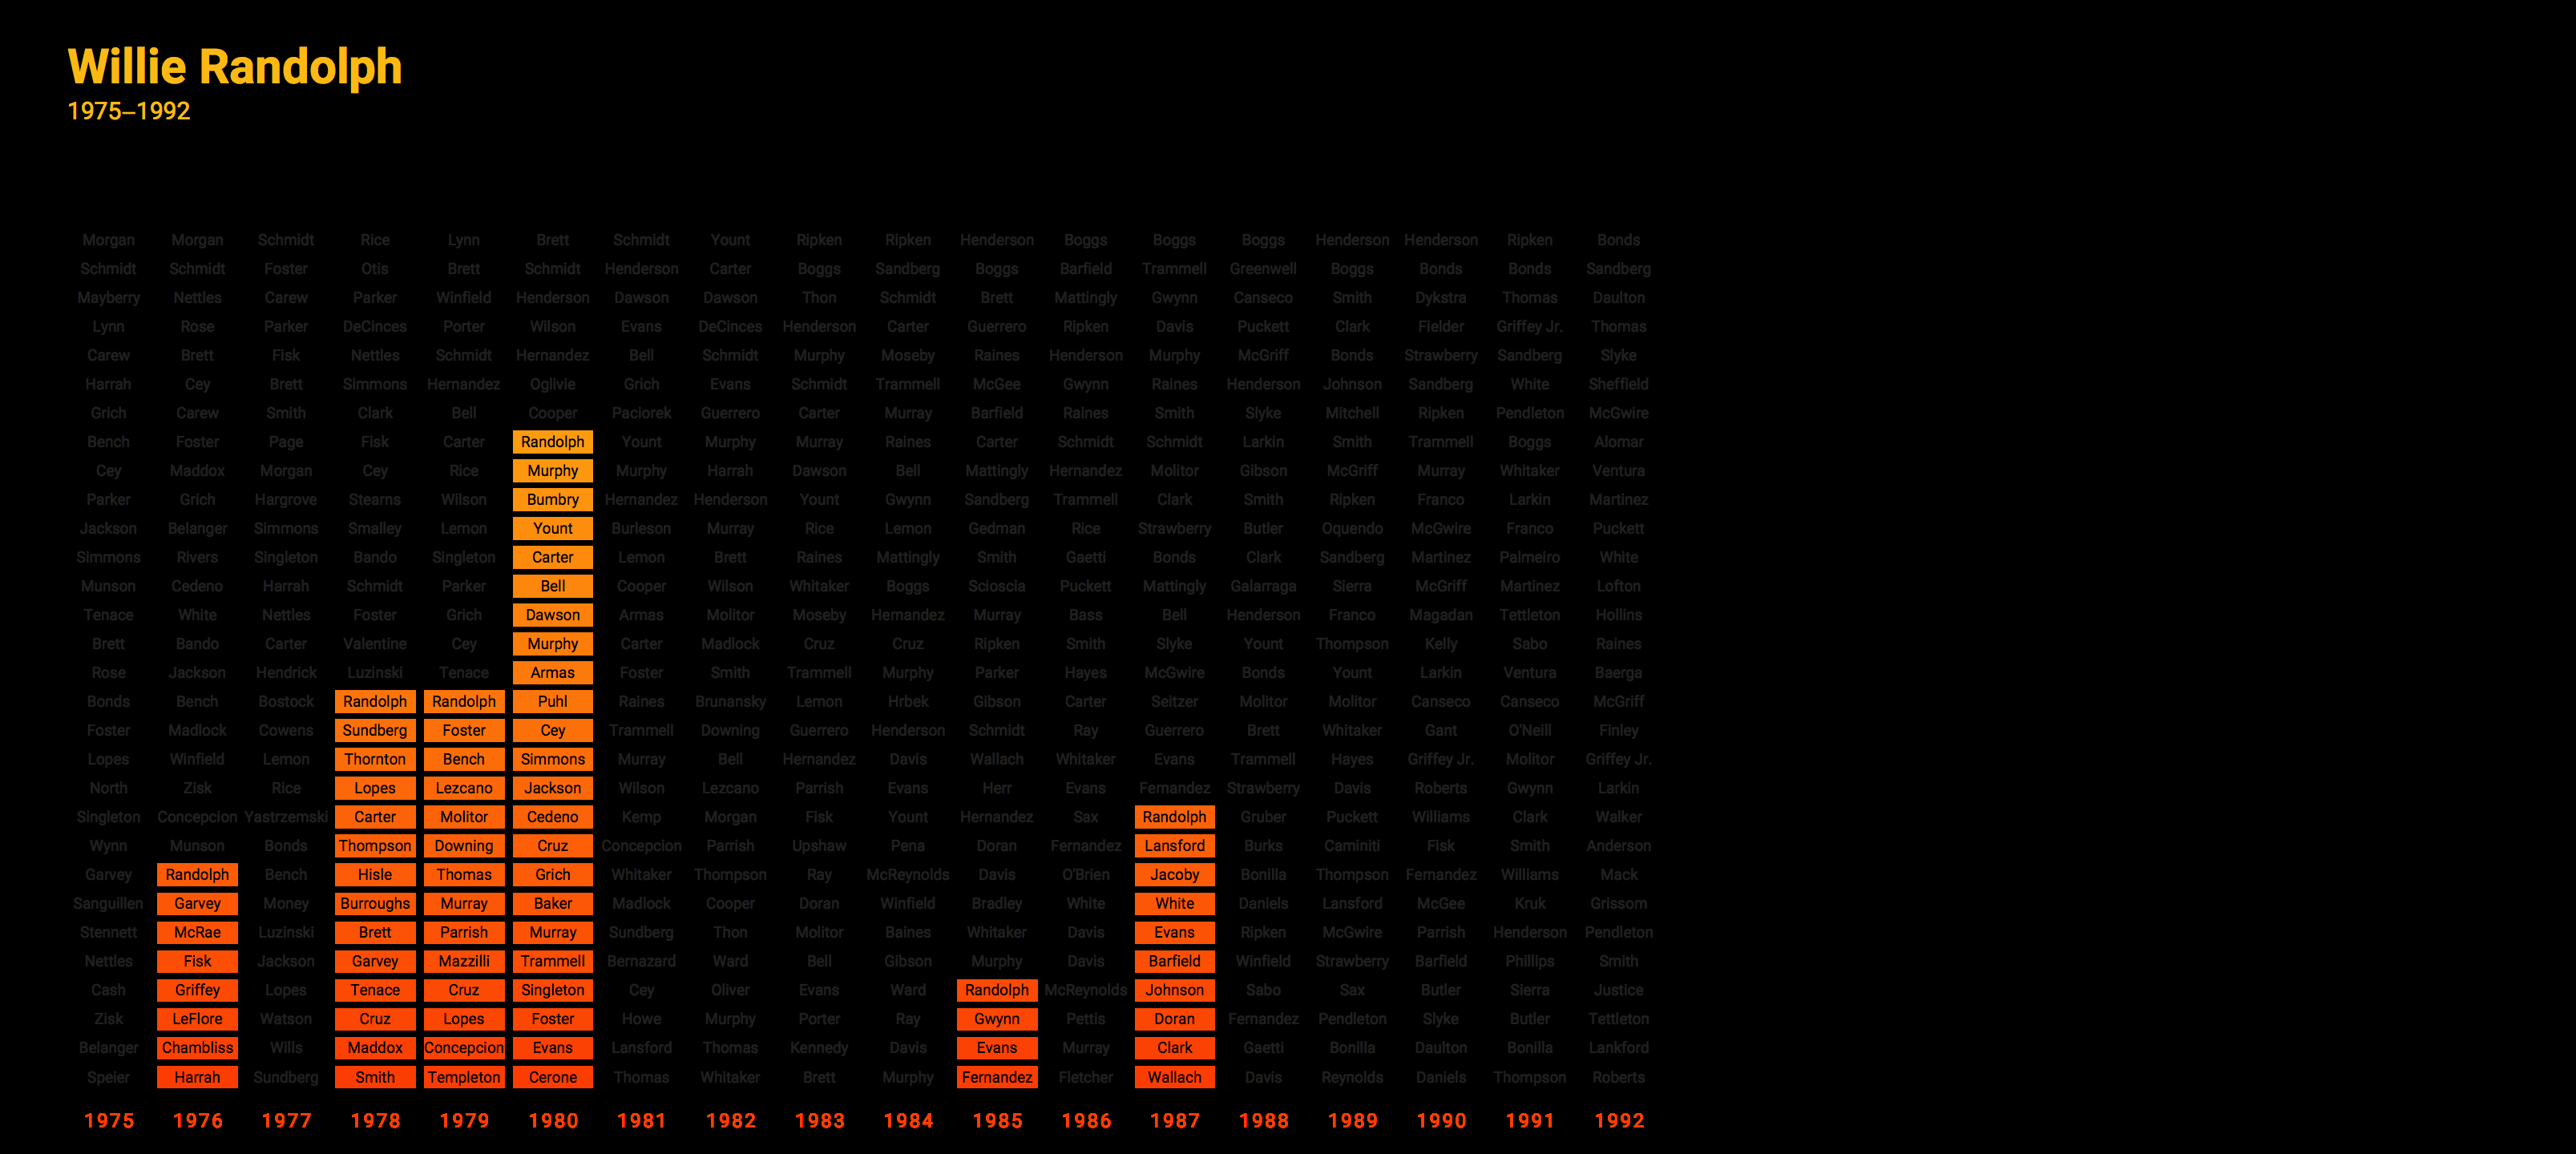 Willie Randolph
1975–1992
Morgan Morgan Schmidt Rice Lynn Brett Schmidt Yount Ripken Ripken Henderson Boggs Boggs Boggs Henderson Henderson Ripken Bonds
Schmidt Schmidt Foster Otis Brett Schmidt Henderson Carter Boggs Sandberg Boggs Barfield Trammell Greenwell Boggs Bonds Bonds Sandberg
Mayberry Nettles Carew Parker Winfield Henderson Dawson Dawson Thon Schmidt Brett Mattingly Gwynn Canseco Smith Dykstra Thomas Daulton
Lynn Rose Parker DeCinces Porter Wilson Evans DeCinces Henderson Carter Guerrero Ripken Davis Puckett Clark Fielder Griffey Jr. Thomas
Carew Brett Fisk Nettles Schmidt Hernandez Bell Schmidt Murphy Moseby Raines Henderson Murphy McGriff Bonds Strawberry Sandberg Slyke
Harrah Cey Brett Simmons Hernandez Oglivie Grich Evans Schmidt Trammell McGee Gwynn Raines Henderson Johnson Sandberg White Sheffield
Grich Carew Smith Clark Bell Cooper Paciorek Guerrero Carter Murray Barfield Raines Smith Slyke Mitchell Ripken Pendleton McGwire
Bench Foster Page Fisk Carter Randolph Yount Murphy Murray Raines Carter Schmidt Schmidt Larkin Smith Trammell Boggs Alomar
Cey Maddox Morgan Cey Rice Murphy Murphy Harrah Dawson Bell Mattingly Hernandez Molitor Gibson McGriff Murray Whitaker Ventura
Parker Grich Hargrove Stearns Wilson Bumbry Hernandez Henderson Yount Gwynn Sandberg Trammell Clark Smith Ripken Franco Larkin Martinez
Jackson Belanger Simmons Smalley Lemon Yount Burleson Murray Rice Lemon Gedman Rice Strawberry Butler Oquendo McGwire Franco Puckett
Simmons Rivers Singleton Bando Singleton Carter Lemon Brett Raines Mattingly Smith Gaetti Bonds Clark Sandberg Martinez Palmeiro White
Munson Cedeno Harrah Schmidt Parker Bell Cooper Wilson Whitaker Boggs Scioscia Puckett Mattingly Galarraga Sierra McGriff Martinez Lofton
Tenace White Nettles Foster Grich Dawson Armas Molitor Moseby Hernandez Murray Bass Bell Henderson Franco Magadan Tettleton Hollins
Brett Bando Carter Valentine Cey Murphy Carter Madlock Cruz Cruz Ripken Smith Slyke Yount Thompson Kelly Sabo Raines
Rose Jackson Hendrick Luzinski Tenace Armas Foster Smith Trammell Murphy Parker Hayes McGwire Bonds Yount Larkin Ventura Baerga
Bonds Bench Bostock Randolph Randolph Puhl Raines Brunansky Lemon Hrbek Gibson Carter Seitzer Molitor Molitor Canseco Canseco McGriff
Foster Madlock Cowens Sundberg Foster Cey Trammell Downing Guerrero Henderson Schmidt Ray Guerrero Brett Whitaker Gant O'Neill Finley
Lopes Winfield Lemon Thornton Bench Simmons Murray Bell Hernandez Davis Wallach Whitaker Evans Trammell Hayes Griffey Jr. Molitor Griffey Jr.
North Zisk Rice Lopes Lezcano Jackson Wilson Lezcano Parrish Evans Herr Evans Fernandez Strawberry Davis Roberts Gwynn Larkin
Singleton Concepcion Yastrzemski Carter Molitor Cedeno Kemp Morgan Fisk Yount Hernandez Sax Randolph Gruber Puckett Williams Clark Walker
Wynn Munson Bonds Thompson Downing Cruz Concepcion Parrish Upshaw Pena Doran Fernandez Lansford Burks Caminiti Fisk Smith Anderson
Garvey Randolph Bench Hisle Thomas Grich Whitaker Thompson Ray McReynolds Davis O'Brien Jacoby Bonilla Thompson Fernandez Williams Mack
Sanguillen Garvey Money Burroughs Murray Baker Madlock Cooper Doran Winfield Bradley White White Daniels Lansford McGee Kruk Grissom
Stennett McRae Luzinski Brett Parrish Murray Sundberg Thon Molitor Baines Whitaker Davis Evans Ripken McGwire Parrish Henderson Pendleton
Nettles Fisk Jackson Garvey Mazzilli Trammell Bernazard Ward Bell Gibson Murphy Davis Barfield Winfield Strawberry Barfield Phillips Smith
Cash Griffey Lopes Tenace Cruz Singleton Cey Oliver Evans Ward Randolph McReynolds Johnson Sabo Sax Butler Sierra Justice
Zisk LeFlore Watson Cruz Lopes Foster Howe Murphy Porter Ray Gwynn Pettis Doran Fernandez Pendleton Slyke Butler Tettleton
Belanger Chambliss Wills Maddox Concepcion Evans Lansford Thomas Kennedy Davis Evans Murray Clark Gaetti Bonilla Daulton Bonilla Lankford
Speier Harrah Sundberg Smith Templeton Cerone Thomas Whitaker Brett Murphy Fernandez Fletcher Wallach Davis Reynolds Daniels Thompson Roberts
1975 1976 1977 1978 1979 1980 1981 1982 1983 1984 1985 1986 1987 1988 1989 1990 1991 1992